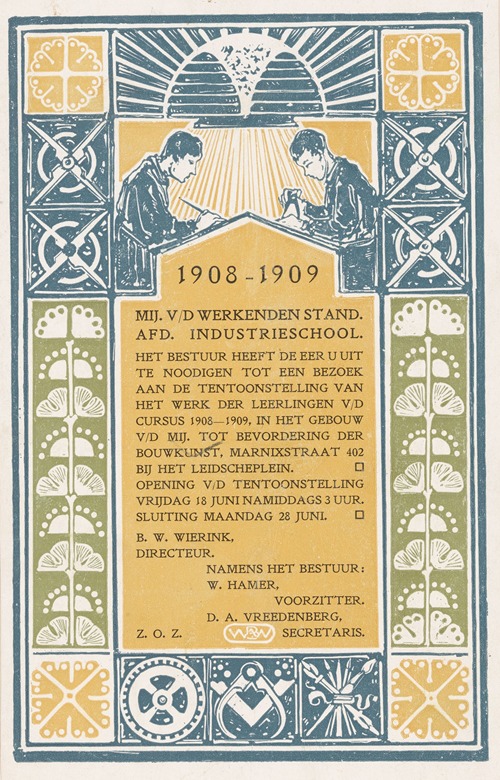 1908-1909
MIJ. V/D WERKENDEN STAND.
AFD. INDUSTRIESCHOOL.
HET BESTUUR HEEFT DE EER U UIT
TE NOODIGEN TOT EEN BEZOEK
AAN DE TENTOONSTELLING VAN
HET WERK DER LEERLINGEN V/D
CURSUS 1908—1909, IN HET GEBOUW
V/D MIJ. TOT BEVORDERING DER
BOUWKUNST, MARNIXSTRAAT 402
BIJ HET LEIDSCHEPLEIN.
OPENING V/D TENTOONSTELLING
VRIJDAG 18 JUNI NAMIDDAGS 3 UUR.
SLUITING MAANDAG 28 JUNI.
B. W. WIERINK,
DIRECTEUR.
NAMENS HET BESTUUR:
W. HAMER,
VOORZITTER.
D. A. VREEDENBERG,
Z. O. Z. SECRETARIS.